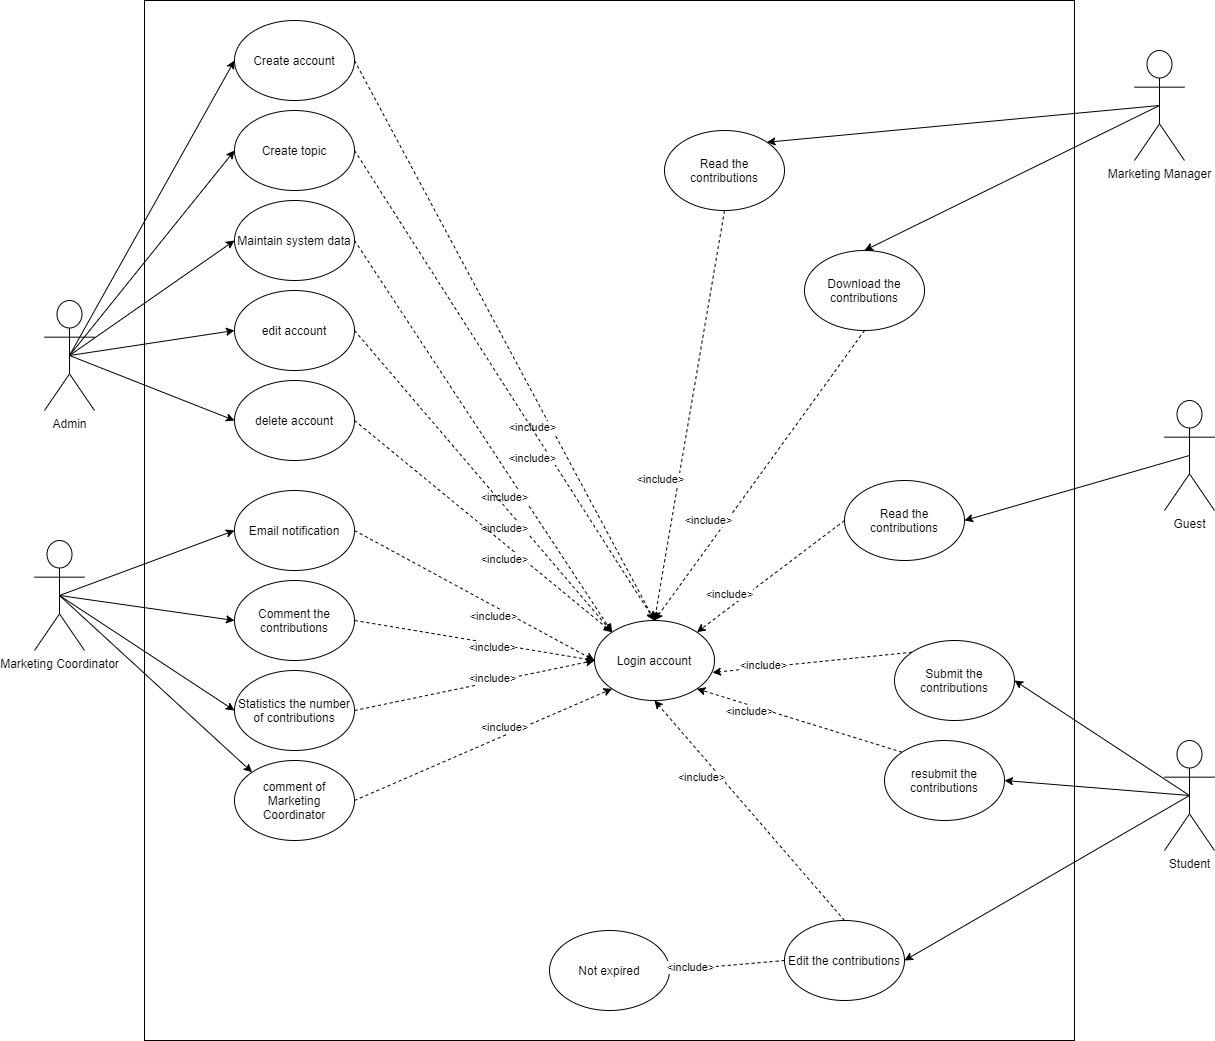 Create account
Create topic
Maintain system data
edit account
delete account
Admin
Email notification
Comment the
contributions
Statistics the number
of contributions
comment of
Marketing
Coordinator
Marketing Coordinator
<include>
<include>
<include>
<include>
<include>
<include>
<include>
<include>
<include>
Login account
Read the
contributions
Download the
contributions
Marketing Manager
<include>
<include>
Read the
contributions
Guest
<include>
<include>
Submit the
contributions
<include>
resubmit the
contributions
Student
<include>
Edit the contributions
<include>
Not expired